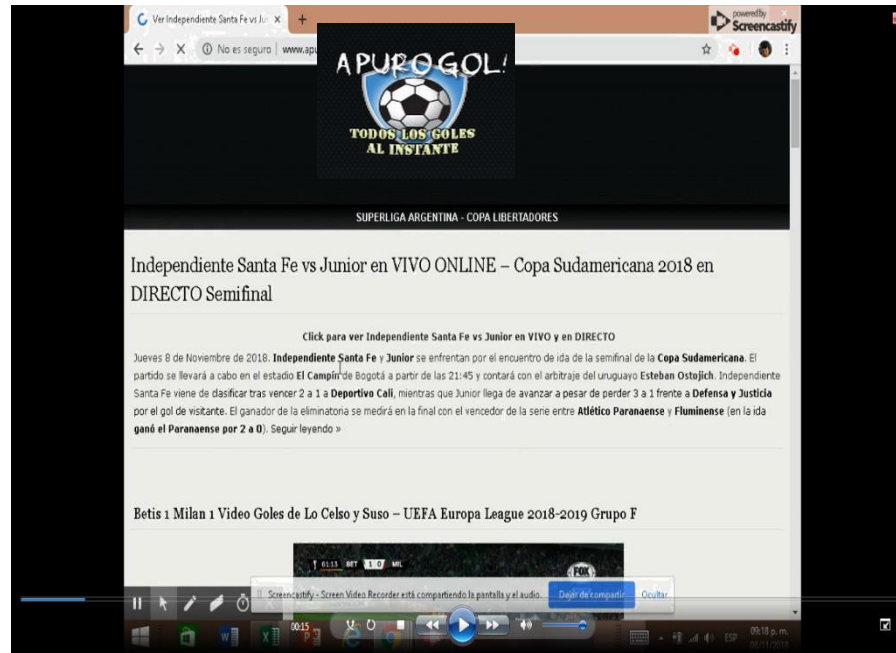 Ver Independiente Santa Fe vs Ju
powered by
Screencastify
No es seguro | www.apu
APUROGOL!
TODOS LOS GOLES
AL INSTANTE
SUPERLIGA ARGENTINA - COPA LIBERTADORES
Independiente Santa Fe vs Junior en VIVO ONLINE – Copa Sudamericana 2018 en
DIRECTO Semifinal
Click para ver Independiente Santa Fe vs Junior en VIVO y en DIRECTO
Jueves 8 de Noviembre de 2018. Independiente Santa Fe y Junior se enfrentan por el encuentro de ida de la semifinal de la Copa Sudamericana. El
partido se llevará a cabo en el estadio El Campín de Bogotá a partir de las 21:45 y contará con el arbitraje del uruguayo Esteban Ostojich. Independiente
Santa Fe viene de clasificar tras vencer 2 a 1 a Deportivo Cali, mientras que Junior llega de avanzar a pesar de perder 3 a 1 frente a Defensa y Justicia
por el gol de visitante. El ganador de la eliminatoria se medirá en la final con el vencedor de la serie entre Atlético Paranaense y Fluminense (en la ida
ganó el Paranaense por 2 a 0). Seguir leyendo »
Betis 1 Milan 1 Video Goles de Lo Celso y Suso – UEFA Europa League 2018-2019 Grupo F
61:13 BET 1 0 MIL
FOX
Screencastify - Screen Video Recorder está compartiendo la pantalla y el audio.
Dejar de compartir
Ocultar
00:15
ESP
09:18 p. m.
08/11/2018